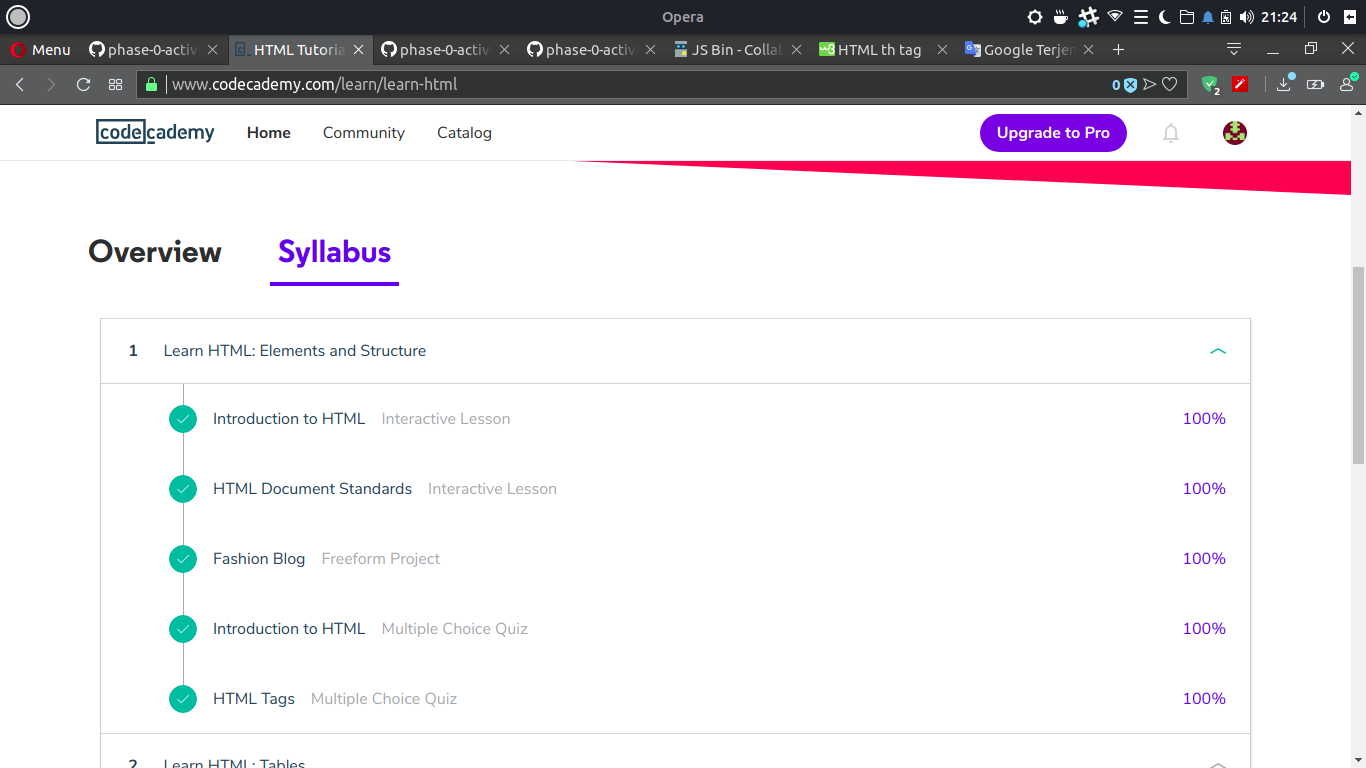 Opera
21:24
Menu
phase-0-activ
HTML Tutoria
phase-0-activ
phase-0-activ
JS Bin - Collab
HTML th tag
Google Terjem
www.codecademy.com/learn/learn-html
0
2
codecademy
Home
Community
Catalog
Upgrade to Pro
Overview
Syllabus
1 Learn HTML: Elements and Structure
Introduction to HTML Interactive Lesson 100%
HTML Document Standards Interactive Lesson 100%
Fashion Blog Freeform Project 100%
Introduction to HTML Multiple Choice Quiz 100%
HTML Tags Multiple Choice Quiz 100%
2 Learn HTML: Tables